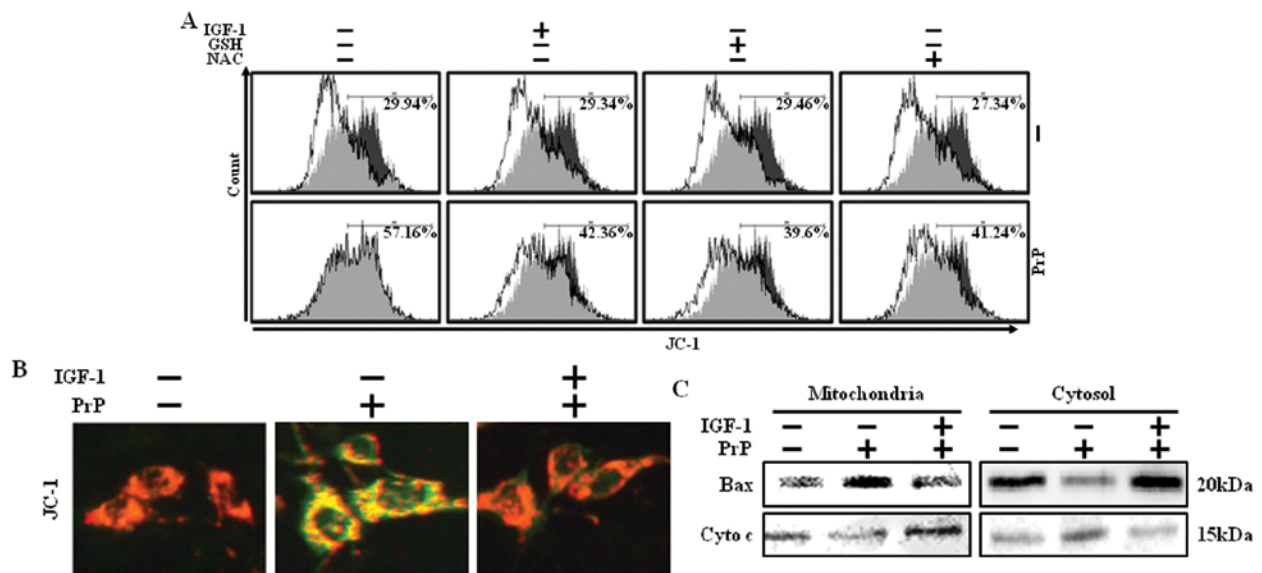 A
IGF-1 − + − −
GSH − − + −
NAC − − − +
29.94% 29.34% 29.46% 27.34% −
Count
57.16% 42.36% 39.6% 41.24% PrP
JC-1
B
IGF-1 − − +
PrP − + +
JC-1
C
Mitochondria Cytosol
IGF-1 − − + − − +
PrP − + + − + +
Bax 20kDa
Cyto c 15kDa